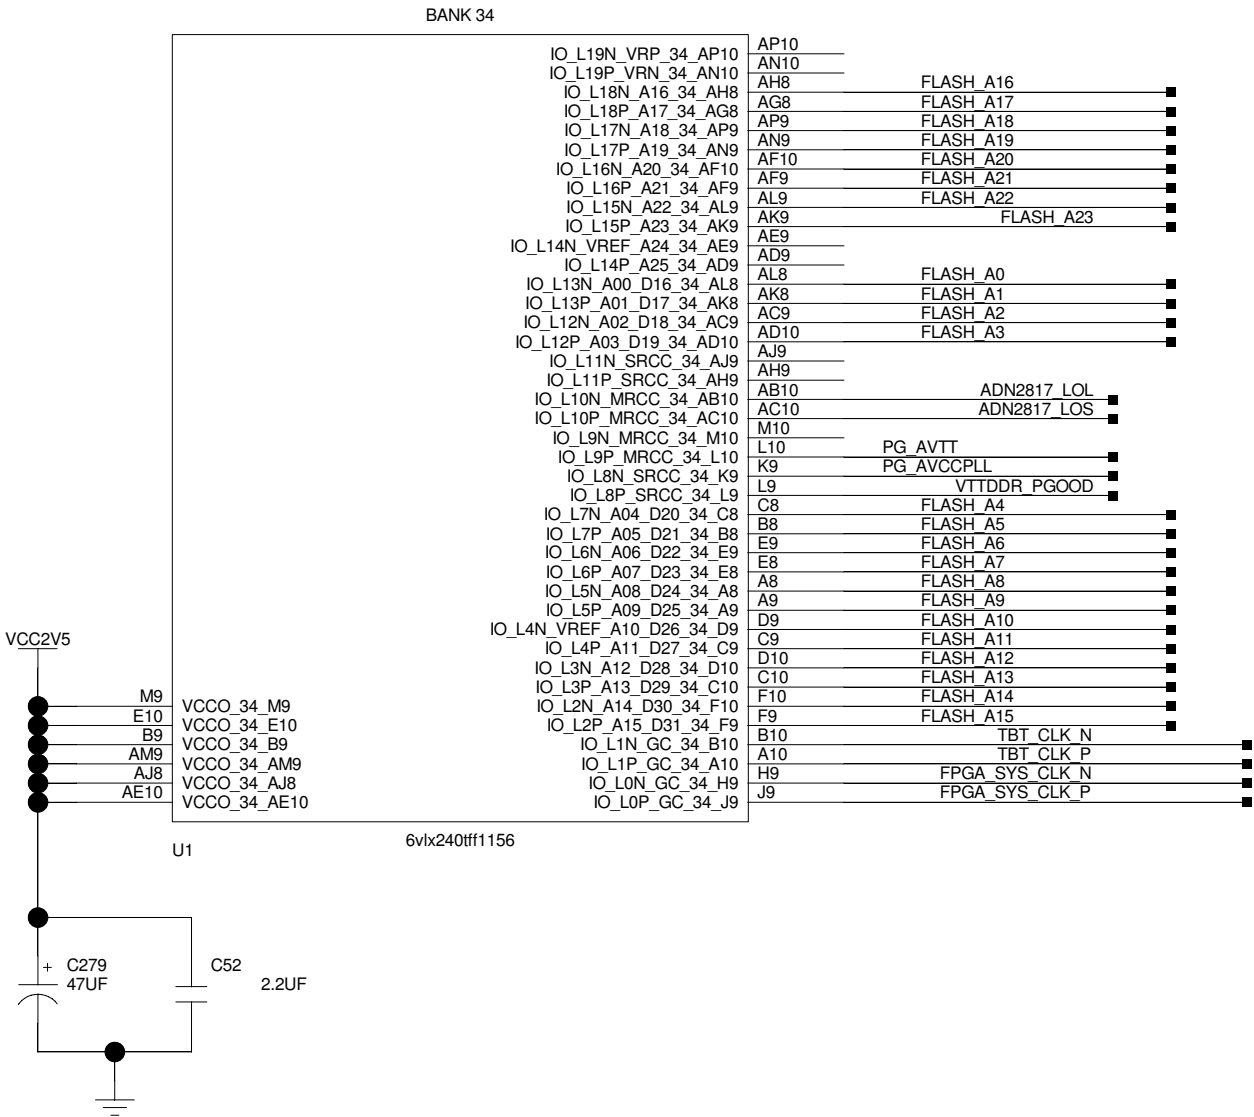 BANK 34
IO_L19N_VRP_34_AP10 AP10
IO_L19P_VRN_34_AN10 AN10
IO_L18N_A16_34_AH8 AH8 FLASH_A16
IO_L18P_A17_34_AG8 AG8 FLASH_A17
IO_L17N_A18_34_AP9 AP9 FLASH_A18
IO_L17P_A19_34_AN9 AN9 FLASH_A19
IO_L16N_A20_34_AF10 AF10 FLASH_A20
IO_L16P_A21_34_AF9 AF9 FLASH_A21
IO_L15N_A22_34_AL9 AL9 FLASH_A22
IO_L15P_A23_34_AK9 AK9 FLASH_A23
IO_L14N_VREF_A24_34_AE9 AE9
IO_L14P_A25_34_AD9 AD9
IO_L13N_A00_D16_34_AL8 AL8 FLASH_A0
IO_L13P_A01_D17_34_AK8 AK8 FLASH_A1
IO_L12N_A02_D18_34_AC9 AC9 FLASH_A2
IO_L12P_A03_D19_34_AD10 AD10 FLASH_A3
IO_L11N_SRCC_34_AJ9 AJ9
IO_L11P_SRCC_34_AH9 AH9
IO_L10N_MRCC_34_AB10 AB10 ADN2817_LOL
IO_L10P_MRCC_34_AC10 AC10 ADN2817_LOS
IO_L9N_MRCC_34_M10 M10
IO_L9P_MRCC_34_L10 L10 PG_AVTT
IO_L8N_SRCC_34_K9 K9 PG_AVCCPLL
IO_L8P_SRCC_34_L9 L9 VTTDDR_PGOOD
IO_L7N_A04_D20_34_C8 C8 FLASH_A4
IO_L7P_A05_D21_34_B8 B8 FLASH_A5
IO_L6N_A06_D22_34_E9 E9 FLASH_A6
IO_L6P_A07_D23_34_E8 E8 FLASH_A7
IO_L5N_A08_D24_34_A8 A8 FLASH_A8
IO_L5P_A09_D25_34_A9 A9 FLASH_A9
IO_L4N_VREF_A10_D26_34_D9 D9 FLASH_A10
VCC2V5 IO_L4P_A11_D27_34_C9 C9 FLASH_A11
IO_L3N_A12_D28_34_D10 D10 FLASH_A12
IO_L3P_A13_D29_34_C10 C10 FLASH_A13
M9 VCCO_34_M9 IO_L2N_A14_D30_34_F10 F10 FLASH_A14
E10 VCCO_34_E10 IO_L2P_A15_D31_34_F9 F9 FLASH_A15
B9 VCCO_34_B9 IO_L1N_GC_34_B10 B10 TBT_CLK_N
AM9 VCCO_34_AM9 IO_L1P_GC_34_A10 A10 TBT_CLK_P
AJ8 VCCO_34_AJ8 IO_L0N_GC_34_H9 H9 FPGA_SYS_CLK_N
AE10 VCCO_34_AE10 IO_L0P_GC_34_J9 J9 FPGA_SYS_CLK_P
U1 6vlx240tff1156
+ C279 C52
47UF 2.2UF